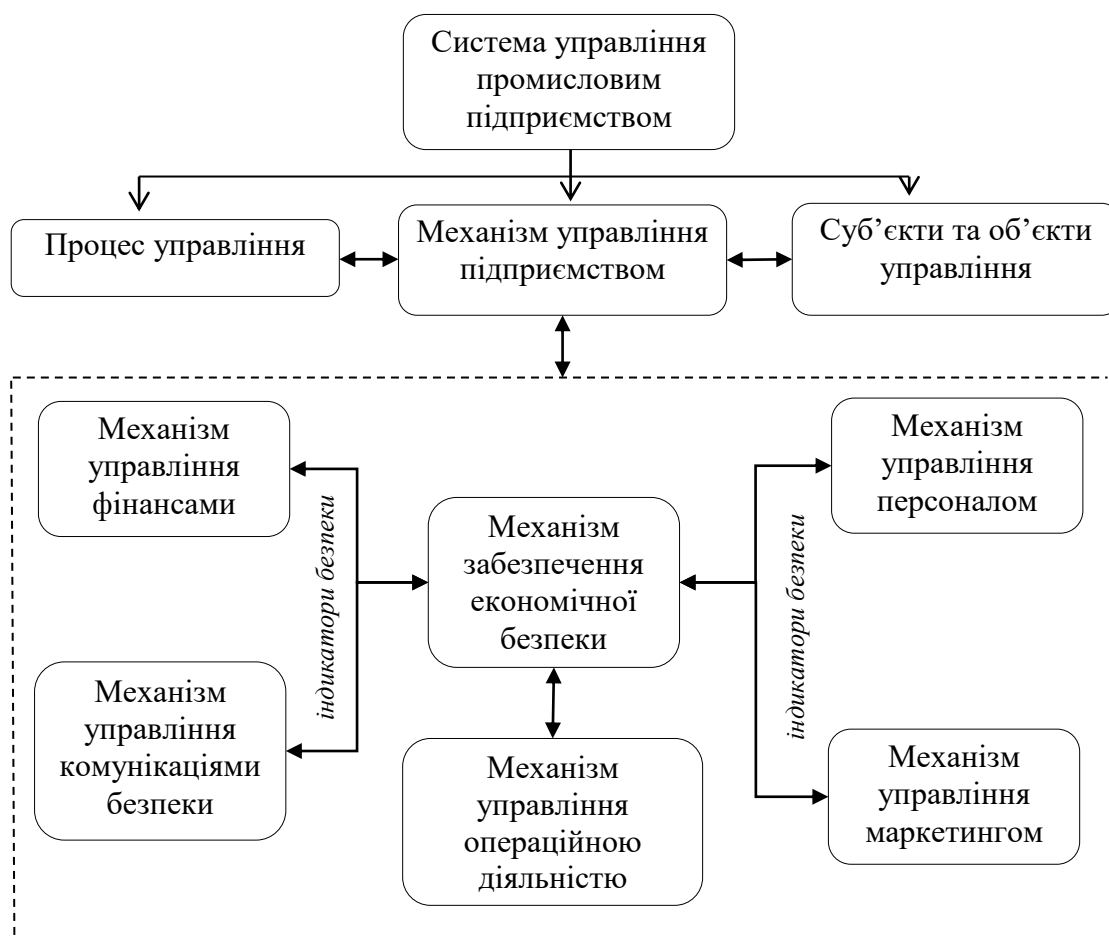 Система управління
промисловим
підприємством
Процес управління
Механізм управління
підприємством
Суб’єкти та об’єкти
управління
Механізм
управління
фінансами
Механізм
управління
персоналом
індикатори безпеки
Механізм
забезпечення
економічної
безпеки
індикатори безпеки
Механізм
управління
комунікаціями
безпеки
Механізм
управління
операційною
діяльністю
Механізм
управління
маркетингом